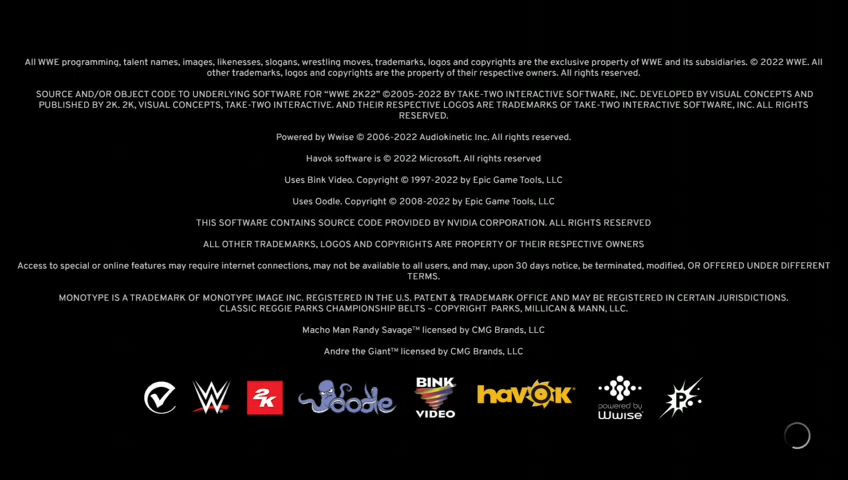 All WWE programming, talent names, images, likenesses, slogans, wrestling moves, trademarks, logos and copyrights are the exclusive property of WWE and its subsidiaries. © 2022 WWE. All
other trademarks, logos and copyrights are the property of their respective owners. All rights reserved.
SOURCE AND/OR OBJECT CODE TO UNDERLYING SOFTWARE FOR “WWE 2K22” ©2005-2022 BY TAKE-TWO INTERACTIVE SOFTWARE, INC. DEVELOPED BY VISUAL CONCEPTS AND
PUBLISHED BY 2K. 2K, VISUAL CONCEPTS, TAKE-TWO INTERACTIVE. AND THEIR RESPECTIVE LOGOS ARE TRADEMARKS OF TAKE-TWO INTERACTIVE SOFTWARE, INC. ALL RIGHTS
RESERVED.
Powered by Wwise © 2006-2022 Audiokinetic Inc. All rights reserved.
Havok software is © 2022 Microsoft. All rights reserved
Uses Bink Video. Copyright © 1997-2022 by Epic Game Tools, LLC
Uses Oodle. Copyright © 2008-2022 by Epic Game Tools, LLC
THIS SOFTWARE CONTAINS SOURCE CODE PROVIDED BY NVIDIA CORPORATION. ALL RIGHTS RESERVED
ALL OTHER TRADEMARKS, LOGOS AND COPYRIGHTS ARE PROPERTY OF THEIR RESPECTIVE OWNERS
Access to special or online features may require internet connections, may not be available to all users, and may, upon 30 days notice, be terminated, modified, OR OFFERED UNDER DIFFERENT
TERMS.
MONOTYPE IS A TRADEMARK OF MONOTYPE IMAGE INC. REGISTERED IN THE U.S. PATENT & TRADEMARK OFFICE AND MAY BE REGISTERED IN CERTAIN JURISDICTIONS.
CLASSIC REGGIE PARKS CHAMPIONSHIP BELTS – COPYRIGHT PARKS, MILLICAN & MANN, LLC.
Macho Man Randy Savage™ licensed by CMG Brands, LLC
Andre the Giant™ licensed by CMG Brands, LLC
W 2K oodle BINK VIDEO havok powered by Wwise P.